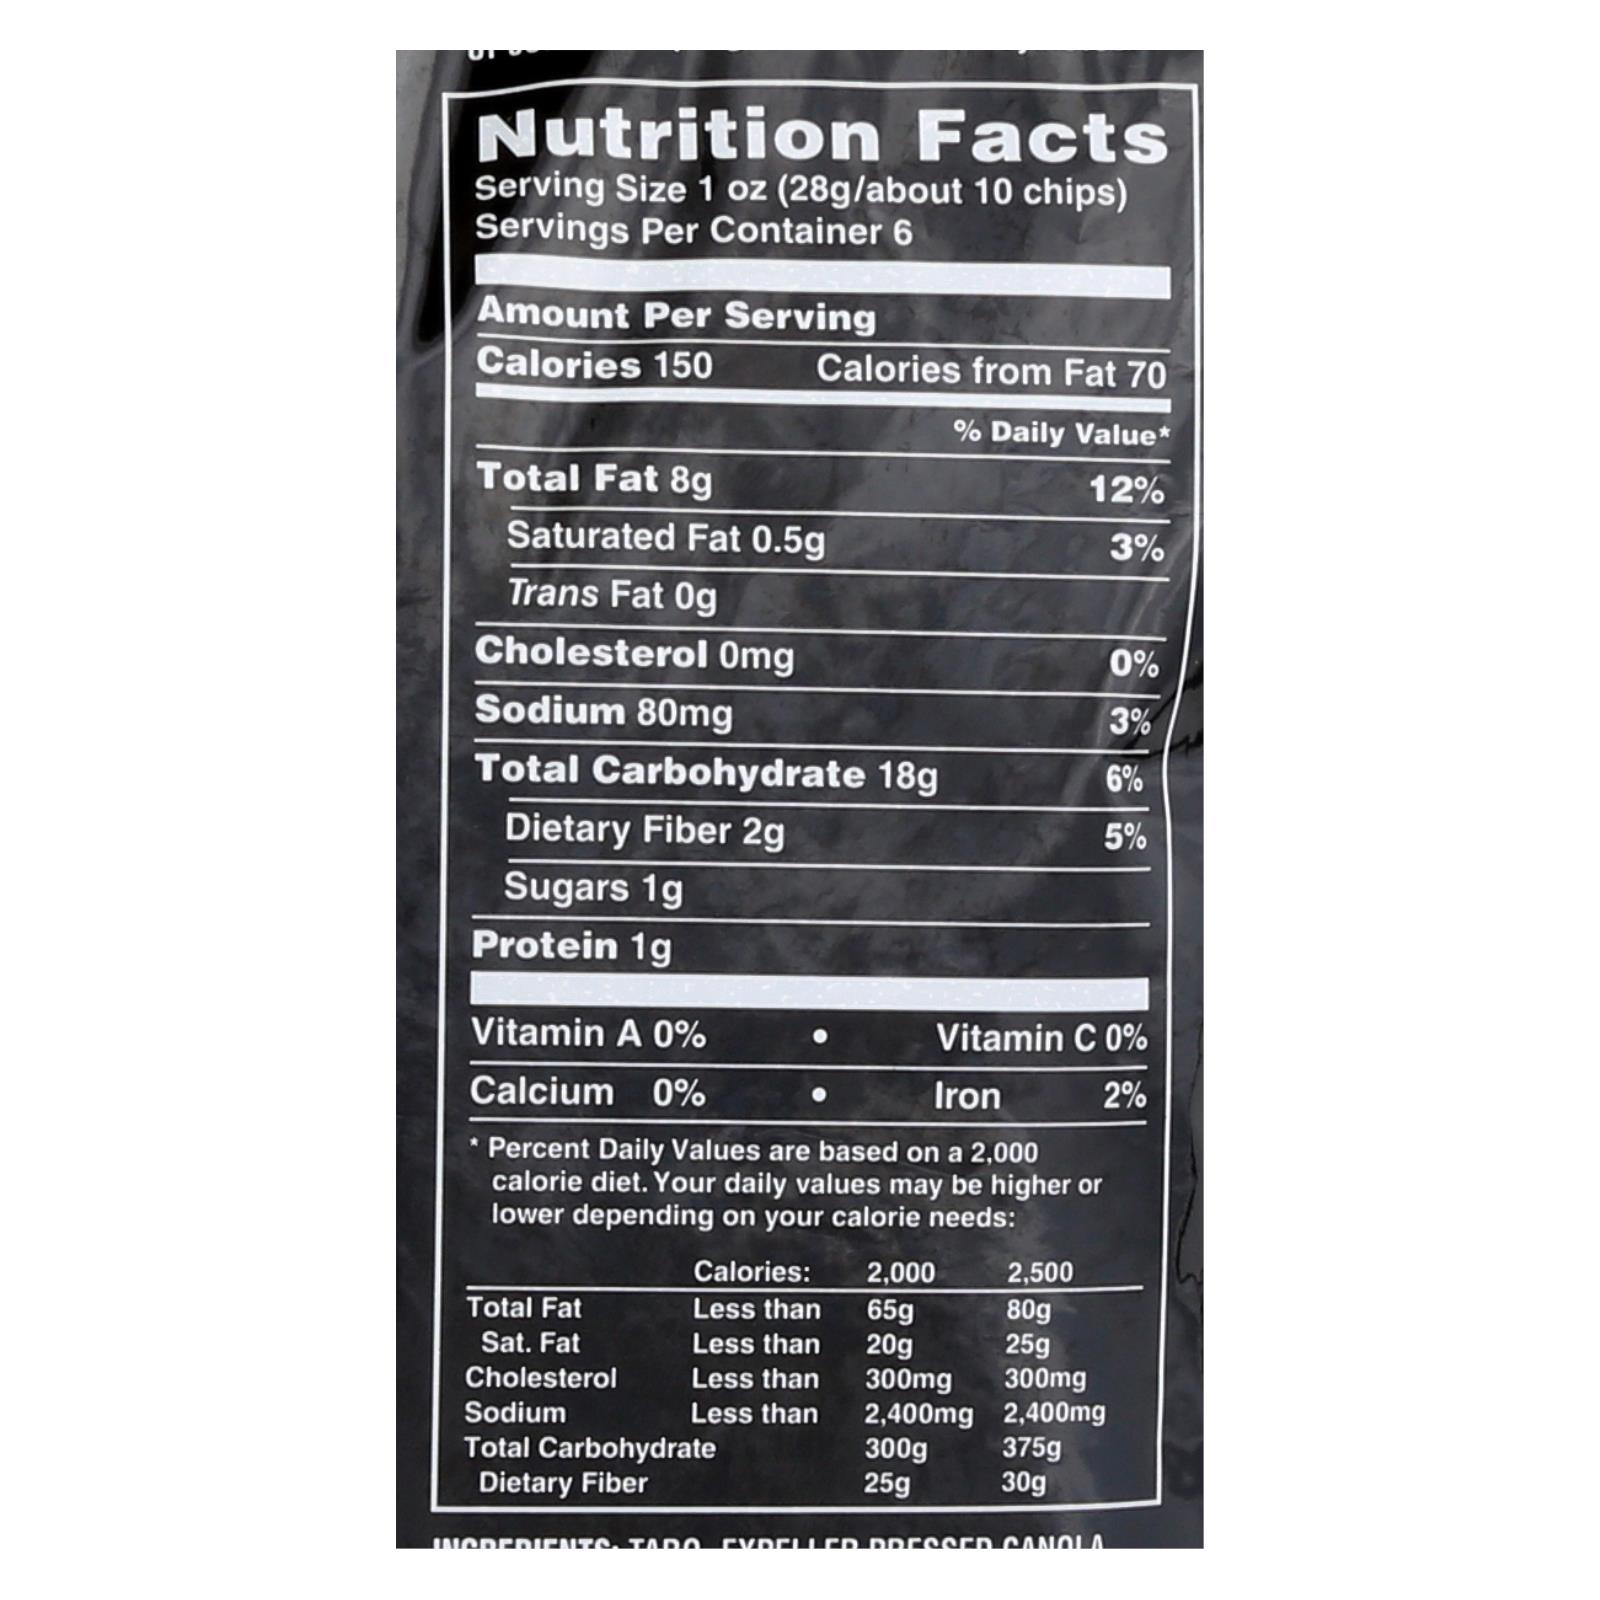 Nutrition Facts
Serving Size 1 oz (28g/about 10 chips)
Servings Per Container 6
Amount Per Serving
Calories 150 Calories from Fat 70
% Daily Value*
Total Fat 8g 12%
Saturated Fat 0.5g 3%
Trans Fat 0g
Cholesterol 0mg 0%
Sodium 80mg 3%
Total Carbohydrate 18g 6%
Dietary Fiber 2g 5%
Sugars 1g
Protein 1g
Vitamin A 0% • Vitamin C 0%
Calcium 0% • Iron 2%
* Percent Daily Values are based on a 2,000
calorie diet. Your daily values may be higher or
lower depending on your calorie needs:
Calories: 2,000 2,500
Total Fat Less than 65g 80g
Sat. Fat Less than 20g 25g
Cholesterol Less than 300mg 300mg
Sodium Less than 2,400mg 2,400mg
Total Carbohydrate 300g 375g
Dietary Fiber 25g 30g
INGREDIENTS: TARO, EXPELLER PRESSED CANOLA